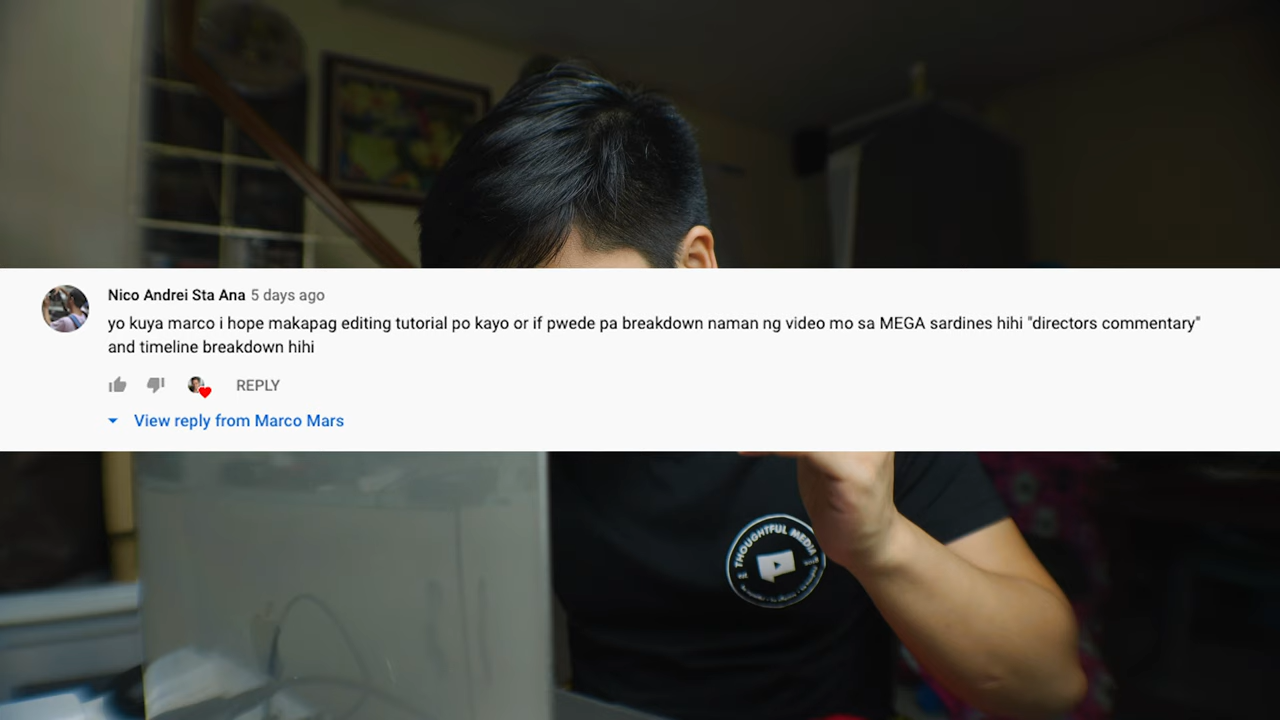 Nico Andrei Sta Ana 5 days ago
yo kuya marco i hope makapag editing tutorial po kayo or if pwede pa breakdown naman ng video mo sa MEGA sardines hihi "directors commentary"
and timeline breakdown hihi
REPLY
View reply from Marco Mars
THOUGHTFUL MEDIA